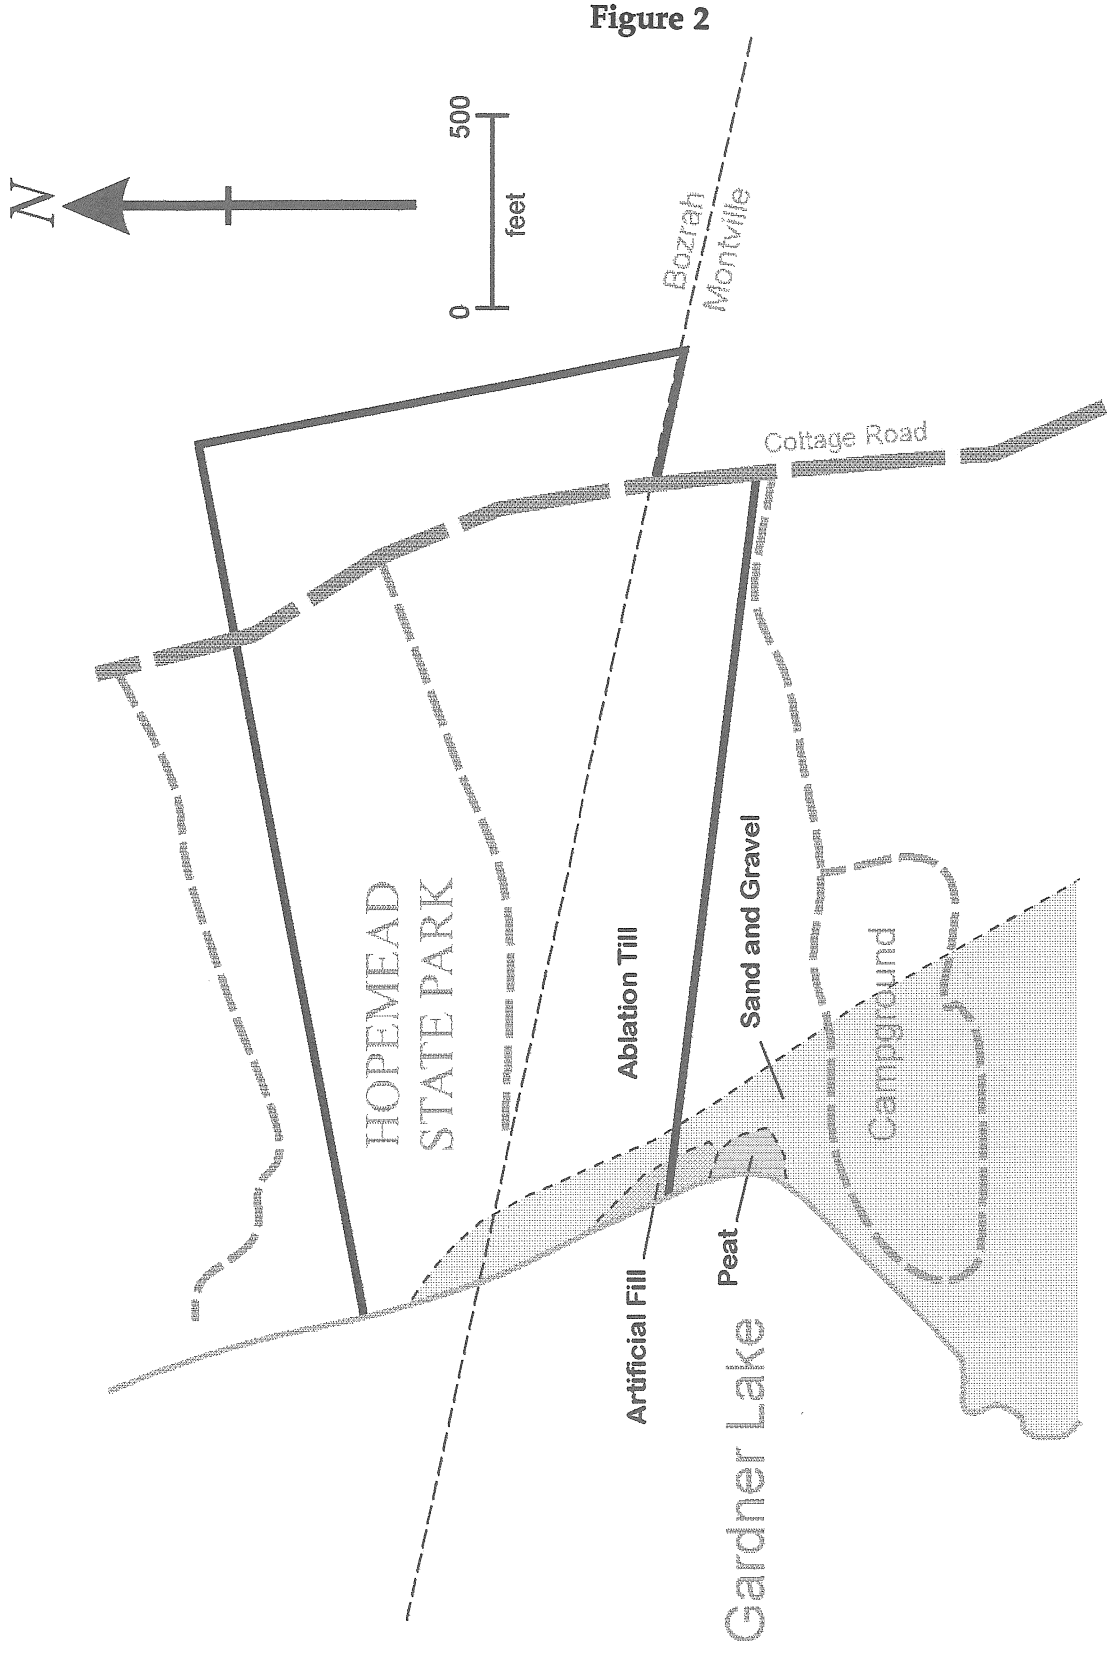 Figure 2
N
0
500
feet
Bozrah
Montville
Cottage Road
HOPEMEAD
STATE PARK
Ablation Till
Sand and Gravel
Campground
Artificial Fill
Peat
Gardner Lake